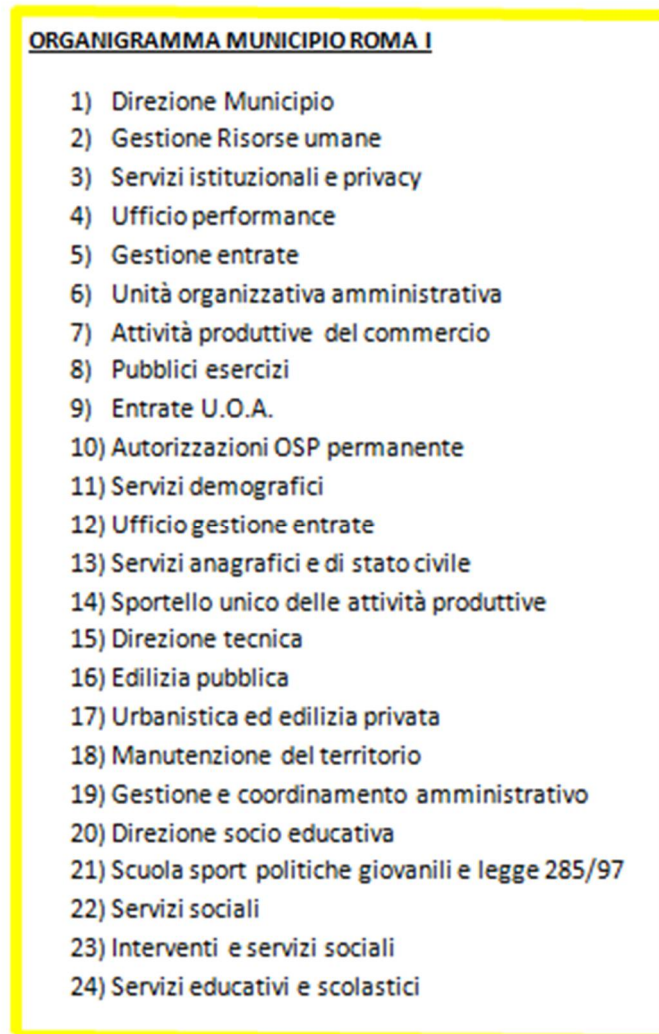 ORGANIGRAMMA MUNICIPIO ROMA I
1) Direzione Municipio
2) Gestione Risorse umane
3) Servizi istituzionali e privacy
4) Ufficio performance
5) Gestione entrate
6) Unità organizzativa amministrativa
7) Attività produttive del commercio
8) Pubblici esercizi
9) Entrate U.O.A.
10) Autorizzazioni OSP permanente
11) Servizi demografici
12) Ufficio gestione entrate
13) Servizi anagrafici e di stato civile
14) Sportello unico delle attività produttive
15) Direzione tecnica
16) Edilizia pubblica
17) Urbanistica ed edilizia privata
18) Manutenzione del territorio
19) Gestione e coordinamento amministrativo
20) Direzione socio educativa
21) Scuola sport politiche giovanili e legge 285/97
22) Servizi sociali
23) Interventi e servizi sociali
24) Servizi educativi e scolastici